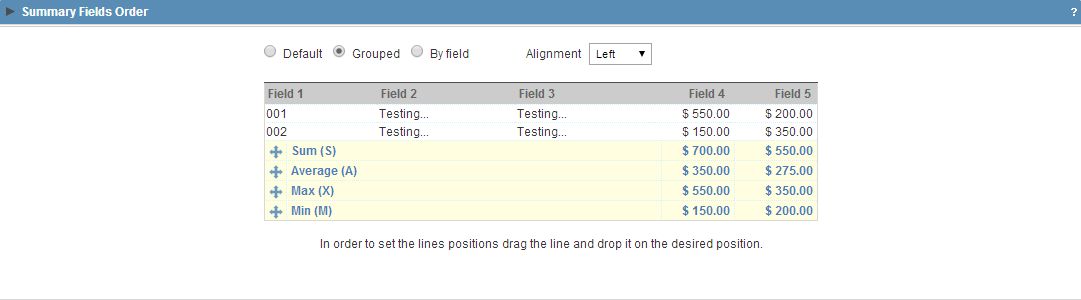 Summary Fields Order ?
Default Grouped By field Alignment Left
Field 1 Field 2 Field 3 Field 4 Field 5
001 Testing... Testing... $ 550.00 $ 200.00
002 Testing... Testing... $ 150.00 $ 350.00
Sum (S) $ 700.00 $ 550.00
Average (A) $ 350.00 $ 275.00
Max (X) $ 550.00 $ 350.00
Min (M) $ 150.00 $ 200.00
In order to set the lines positions drag the line and drop it on the desired position.